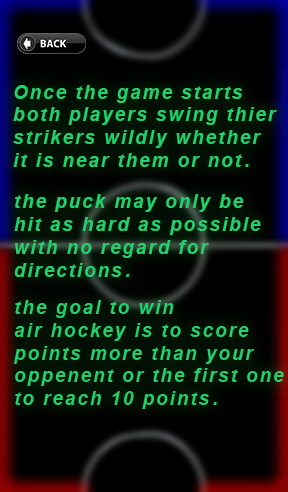 BACK
Once the game starts
both players swing thier
strikers wildly whether
it is near them or not.
the puck may only be
hit as hard as possible
with no regard for
directions.
the goal to win
air hockey is to score
points more than your
oppenent or the first one
to reach 10 points.